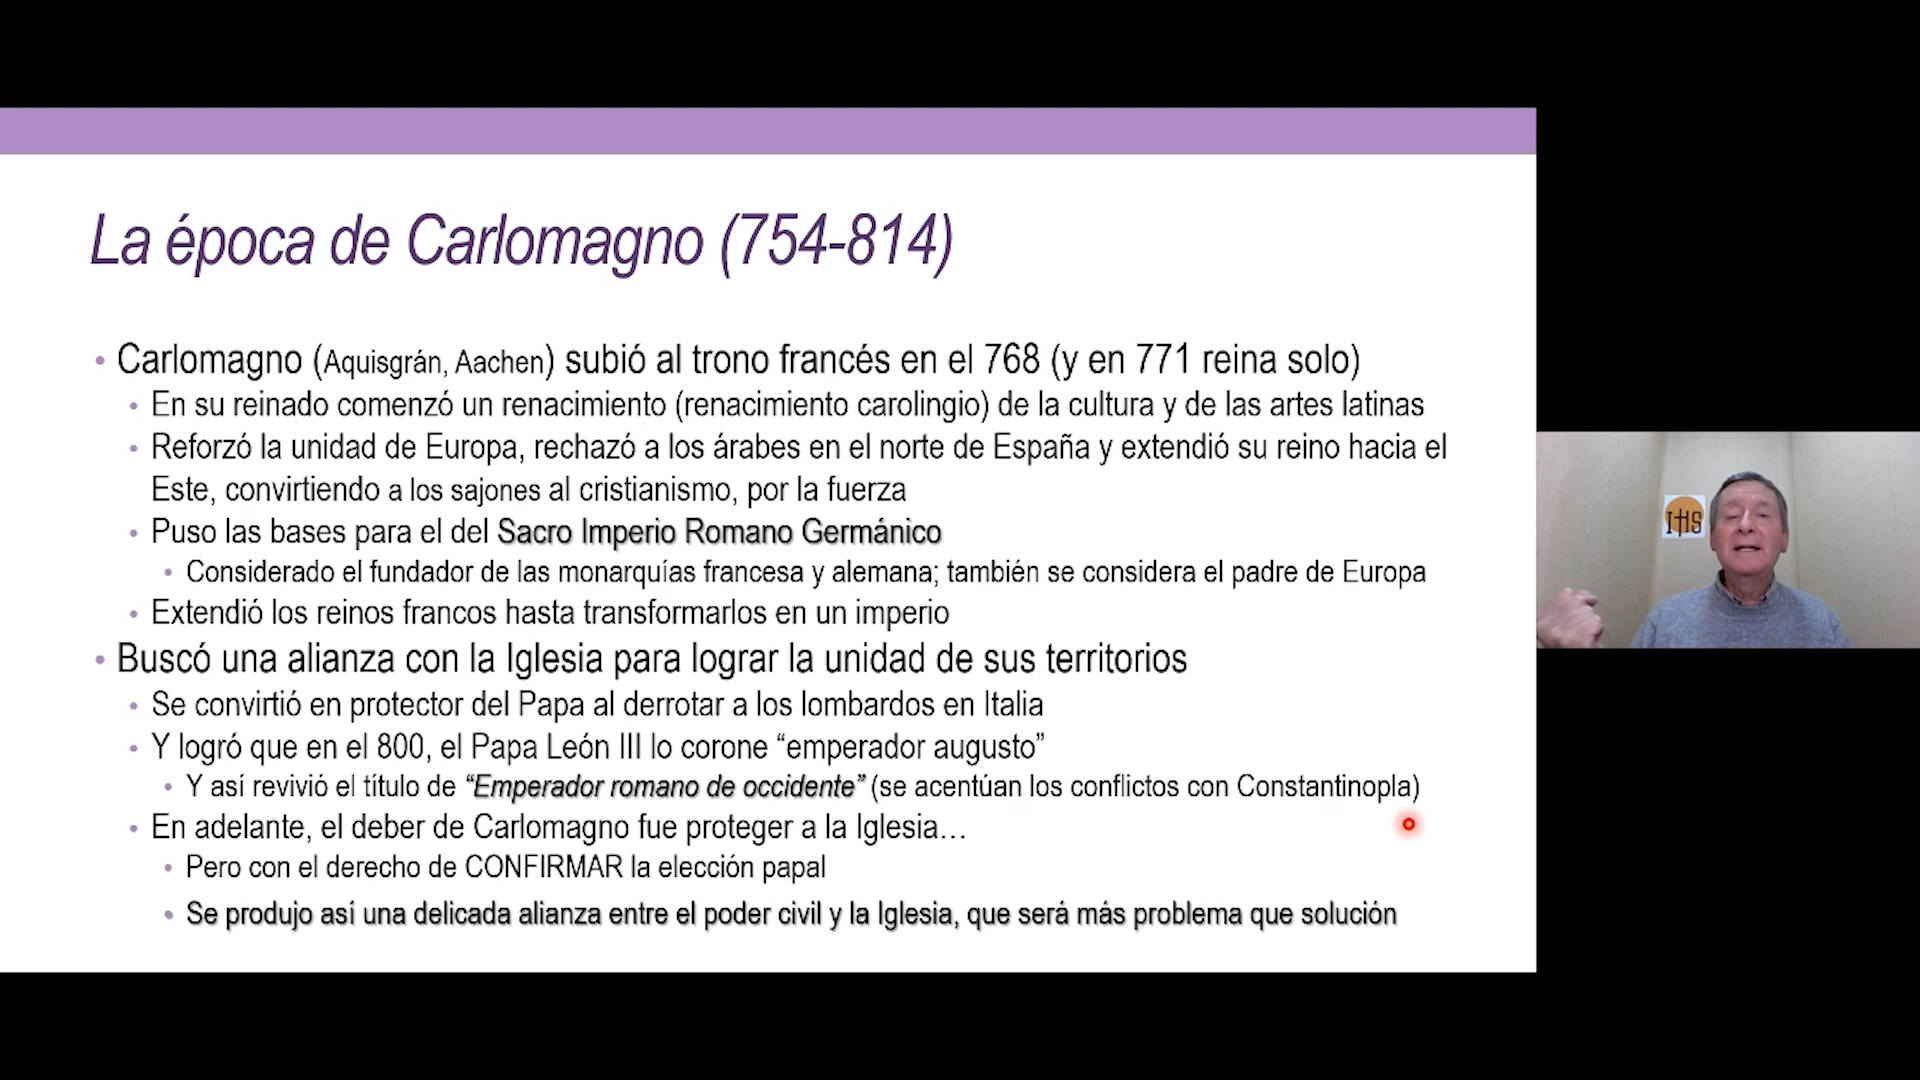 La época de Carlomagno (754-814)
• Carlomagno (Aquisgrán, Aachen) subió al trono francés en el 768 (y en 771 reina solo)
• En su reinado comenzó un renacimiento (renacimiento carolingio) de la cultura y de las artes latinas
• Reforzó la unidad de Europa, rechazó a los árabes en el norte de España y extendió su reino hacia el
Este, convirtiendo a los sajones al cristianismo, por la fuerza
• Puso las bases para el del Sacro Imperio Romano Germánico
• Considerado el fundador de las monarquías francesa y alemana; también se considera el padre de Europa
• Extendió los reinos francos hasta transformarlos en un imperio
• Buscó una alianza con la Iglesia para lograr la unidad de sus territorios
• Se convirtió en protector del Papa al derrotar a los lombardos en Italia
• Y logró que en el 800, el Papa León III lo corone “emperador augusto”
• Y así revivió el título de “Emperador romano de occidente” (se acentúan los conflictos con Constantinopla)
• En adelante, el deber de Carlomagno fue proteger a la Iglesia…
• Pero con el derecho de CONFIRMAR la elección papal
• Se produjo así una delicada alianza entre el poder civil y la Iglesia, que será más problema que solución
IHS